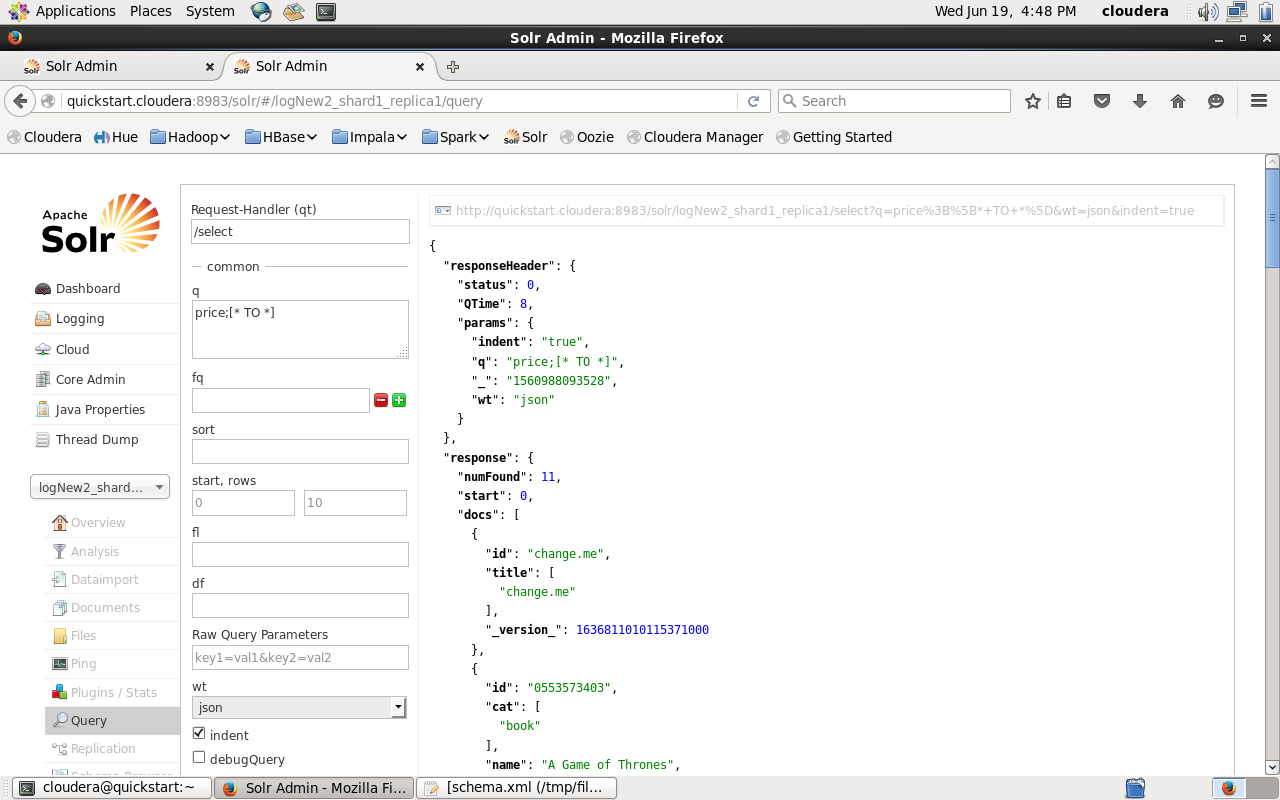 Applications Places System Wed Jun 19, 4:48 PM cloudera
Solr Admin - Mozilla Firefox
Solr Admin Solr Admin
quickstart.cloudera:8983/solr/#/logNew2_shard1_replica1/query Search
Cloudera Hue Hadoop HBase Impala Spark Solr Oozie Cloudera Manager Getting Started
Apache
Solr
Dashboard
Logging
Cloud
Core Admin
Java Properties
Thread Dump
logNew2_shard...
Overview
Analysis
Dataimport
Documents
Files
Ping
Plugins / Stats
Query
Replication
Schema Browser
Request-Handler (qt)
/select
common
q
price;[* TO *]
fq
sort
start, rows
0 10
fl
df
Raw Query Parameters
key1=val1&key2=val2
wt
json
indent
debugQuery
http://quickstart.cloudera:8983/solr/logNew2_shard1_replica1/select?q=price%3B%5B*+TO+*%5D&wt=json&indent=true
{
"responseHeader": {
"status": 0,
"QTime": 8,
"params": {
"indent": "true",
"q": "price;[* TO *]",
"_": "1560988093528",
"wt": "json"
}
},
"response": {
"numFound": 11,
"start": 0,
"docs": [
{
"id": "change.me",
"title": [
"change.me"
],
"_version_": 1636811010115371000
},
{
"id": "0553573403",
"cat": [
"book"
],
"name": "A Game of Thrones",
cloudera@quickstart:~ Solr Admin - Mozilla Fi... [schema.xml (/tmp/fil...